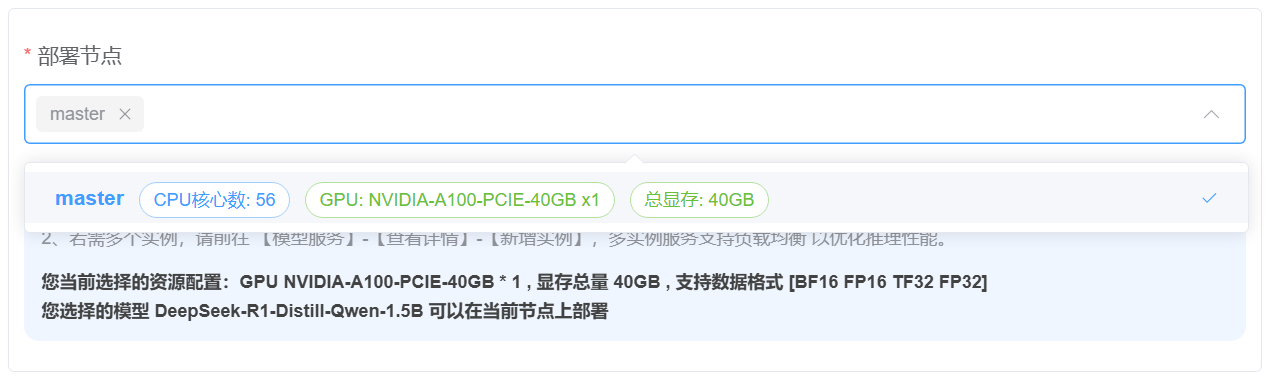 * 部署节点
master ×
master CPU核心数: 56 GPU: NVIDIA-A100-PCIE-40GB x1 总显存: 40GB
2、若需多个实例，请前往 【模型服务】-【查看详情】-【新增实例】，多实例服务支持负载均衡 以优化推理性能。
您当前选择的资源配置：GPU NVIDIA-A100-PCIE-40GB * 1 , 显存总量 40GB , 支持数据格式 [BF16 FP16 TF32 FP32]
您选择的模型 DeepSeek-R1-Distill-Qwen-1.5B 可以在当前节点上部署